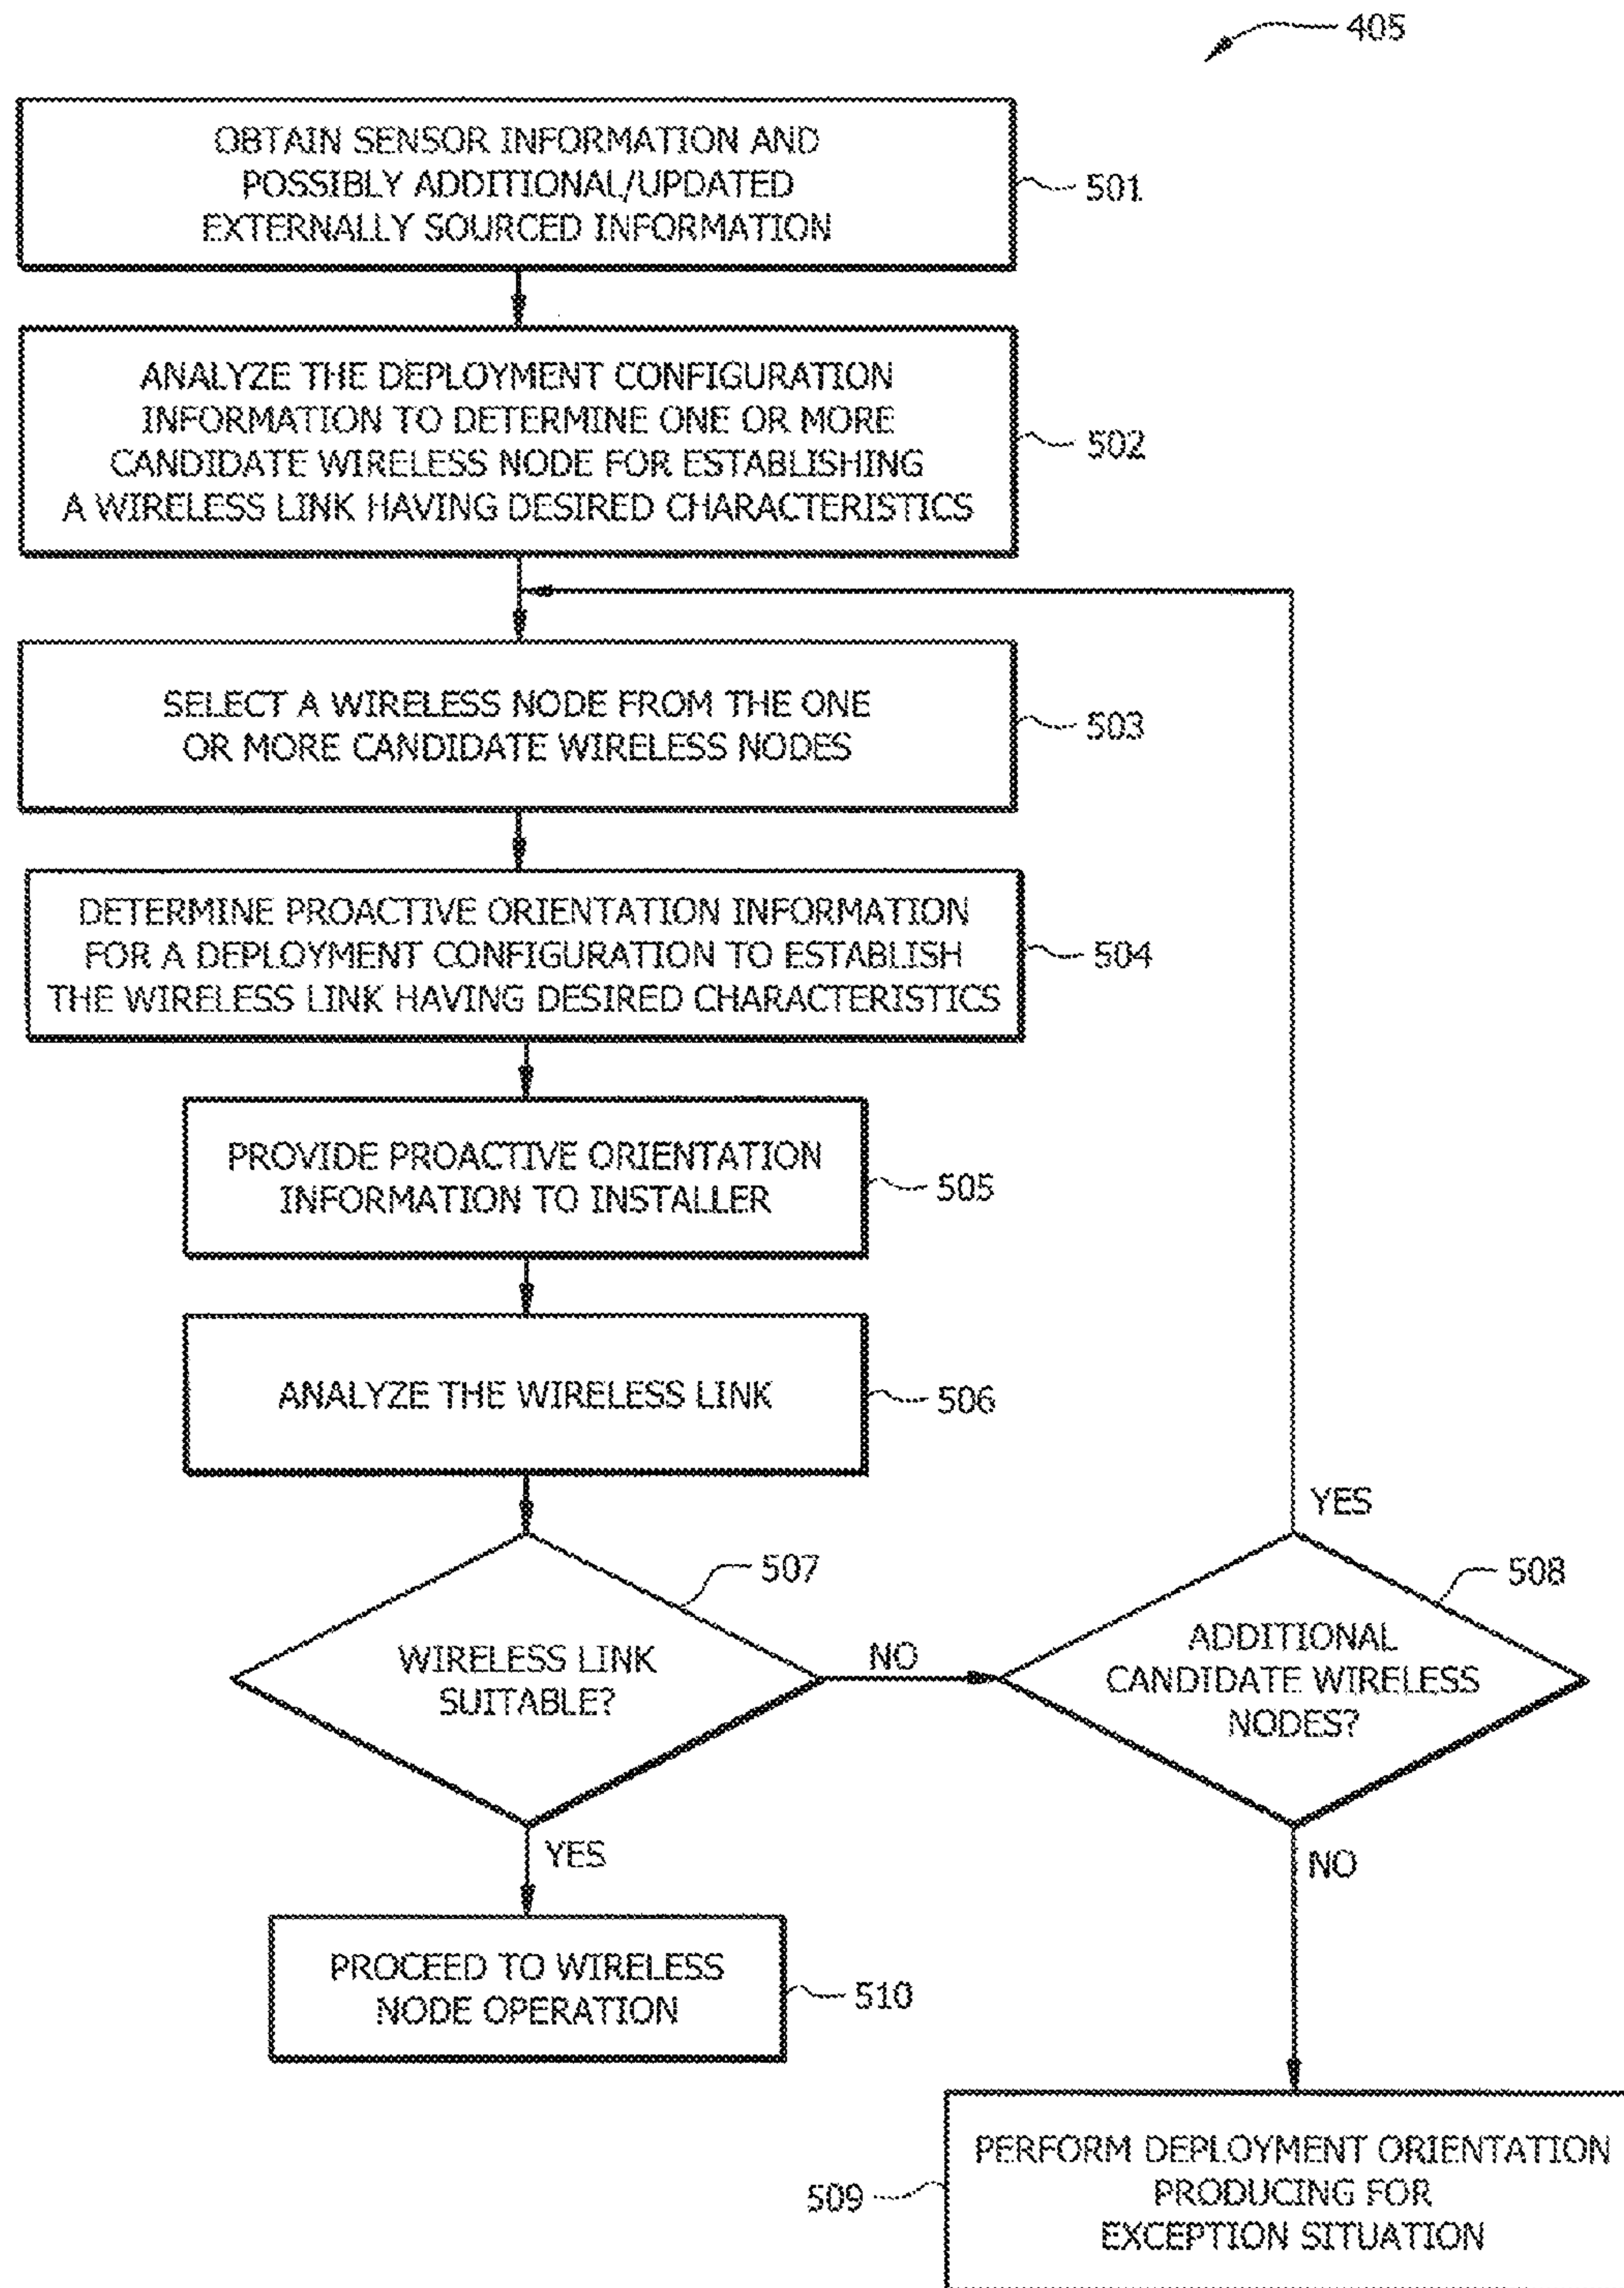 405
OBTAIN SENSOR INFORMATION AND
POSSIBLY ADDITIONAL/UPDATED
EXTERNALLY SOURCED INFORMATION
501
ANALYZE THE DEPLOYMENT CONFIGURATION
INFORMATION TO DETERMINE ONE OR MORE
CANDIDATE WIRELESS NODE FOR ESTABLISHING
A WIRELESS LINK HAVING DESIRED CHARACTERISTICS
502
SELECT A WIRELESS NODE FROM THE ONE
OR MORE CANDIDATE WIRELESS NODES
503
DETERMINE PROACTIVE ORIENTATION INFORMATION
FOR A DEPLOYMENT CONFIGURATION TO ESTABLISH
THE WIRELESS LINK HAVING DESIRED CHARACTERISTICS
504
PROVIDE PROACTIVE ORIENTATION
INFORMATION TO INSTALLER
505
ANALYZE THE WIRELESS LINK
506
WIRELESS LINK
SUITABLE?
507
NO
YES
ADDITIONAL
CANDIDATE WIRELESS
NODES?
508
YES
NO
PROCEED TO WIRELESS
NODE OPERATION
510
PERFORM DEPLOYMENT ORIENTATION
PRODUCING FOR
EXCEPTION SITUATION
509